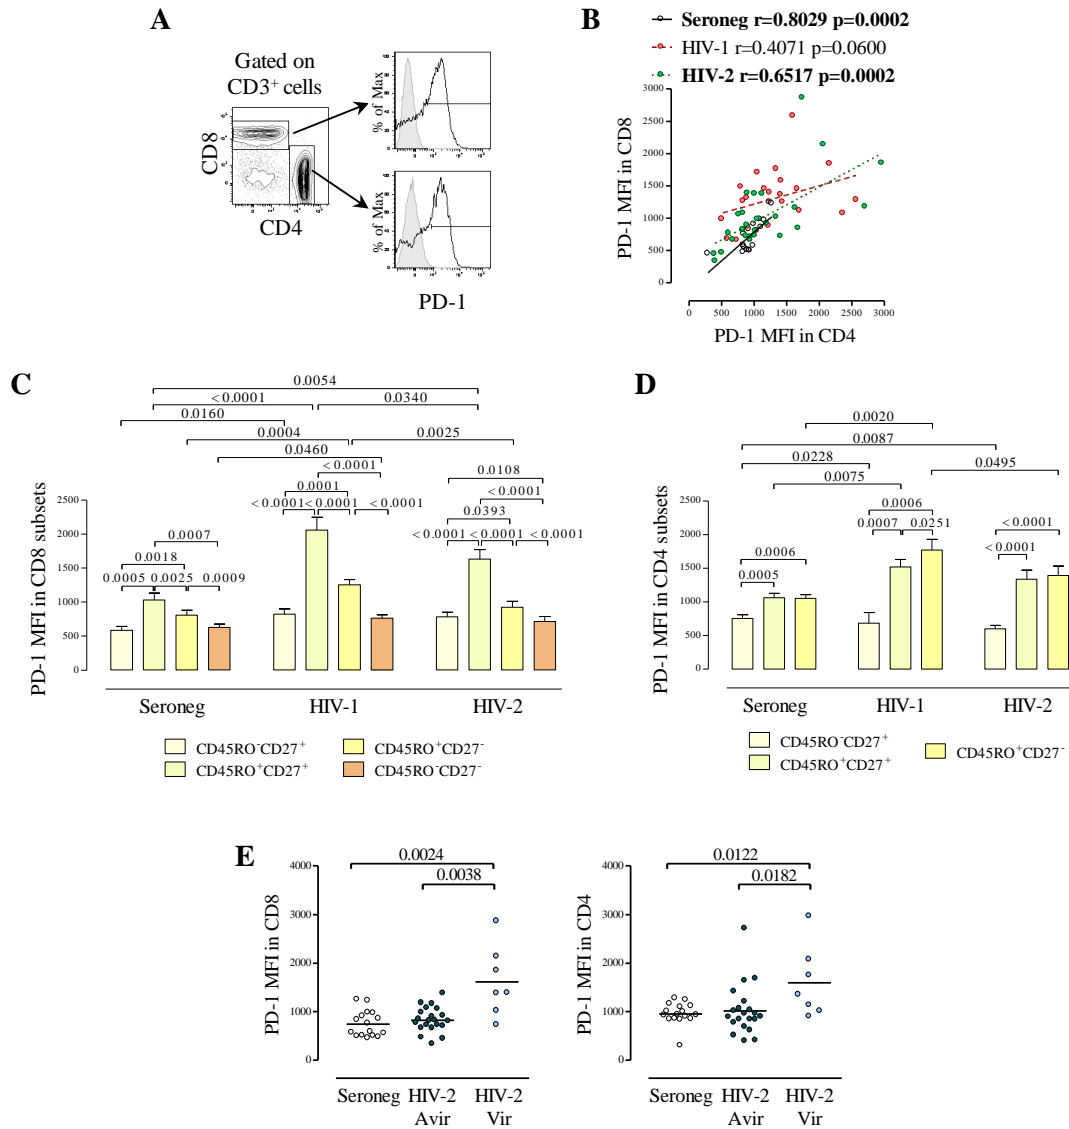 A
Gated on
CD3+ cells
CD8
CD4
% of Max
% of Max
PD-1
B
Seroneg r=0.8029 p=0.0002
HIV-1 r=0.4071 p=0.0600
HIV-2 r=0.6517 p=0.0002
PD-1 MFI in CD8
3000
2500
2000
1500
1000
500
0
0 500 1000 1500 2000 2500 3000
PD-1 MFI in CD4
C
0.0054
<0.0001 0.0340
0.0160
0.0004 0.0025
0.0460
<0.0001 0.0108
0.0001 <0.0001
<0.0001 <0.0001 <0.0001 0.0393
0.0007 <0.0001 <0.0001 <0.0001
0.0018
0.0005 0.0025 0.0009
PD-1 MFI in CD8 subsets
2500
2000
1500
1000
500
0
Seroneg HIV-1 HIV-2
CD45RO-CD27+ CD45RO+CD27-
CD45RO+CD27+ CD45RO-CD27-
D
0.0020
0.0087
0.0228 0.0495
0.0075
0.0006
0.0007 0.0251 <0.0001
0.0006 <0.0001
0.0005
PD-1 MFI in CD4 subsets
2500
2000
1500
1000
500
0
Seroneg HIV-1 HIV-2
CD45RO-CD27+
CD45RO+CD27+ CD45RO+CD27-
E
0.0024
0.0038
PD-1 MFI in CD8
4000
3000
2000
1000
0
Seroneg HIV-2 HIV-2
Avir Vir
0.0122
0.0182
PD-1 MFI in CD4
4000
3000
2000
1000
0
Seroneg HIV-2 HIV-2
Avir Vir